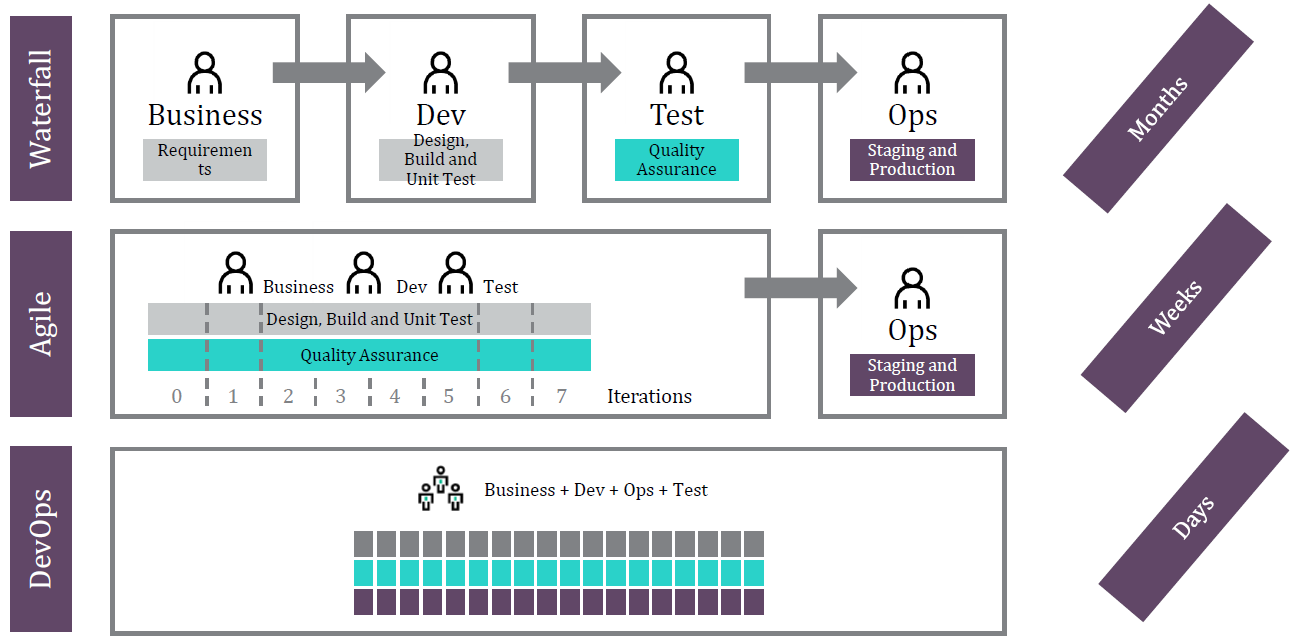 Waterfall
Business
Requiremen
ts
Dev
Design,
Build and
Unit Test
Test
Quality
Assurance
Ops
Staging and
Production
Months
Agile
Business
Dev
Test
Design, Build and Unit Test
Quality Assurance
0 1 2 3 4 5 6 7 Iterations
Ops
Staging and
Production
Weeks
DevOps
Business + Dev + Ops + Test
Days